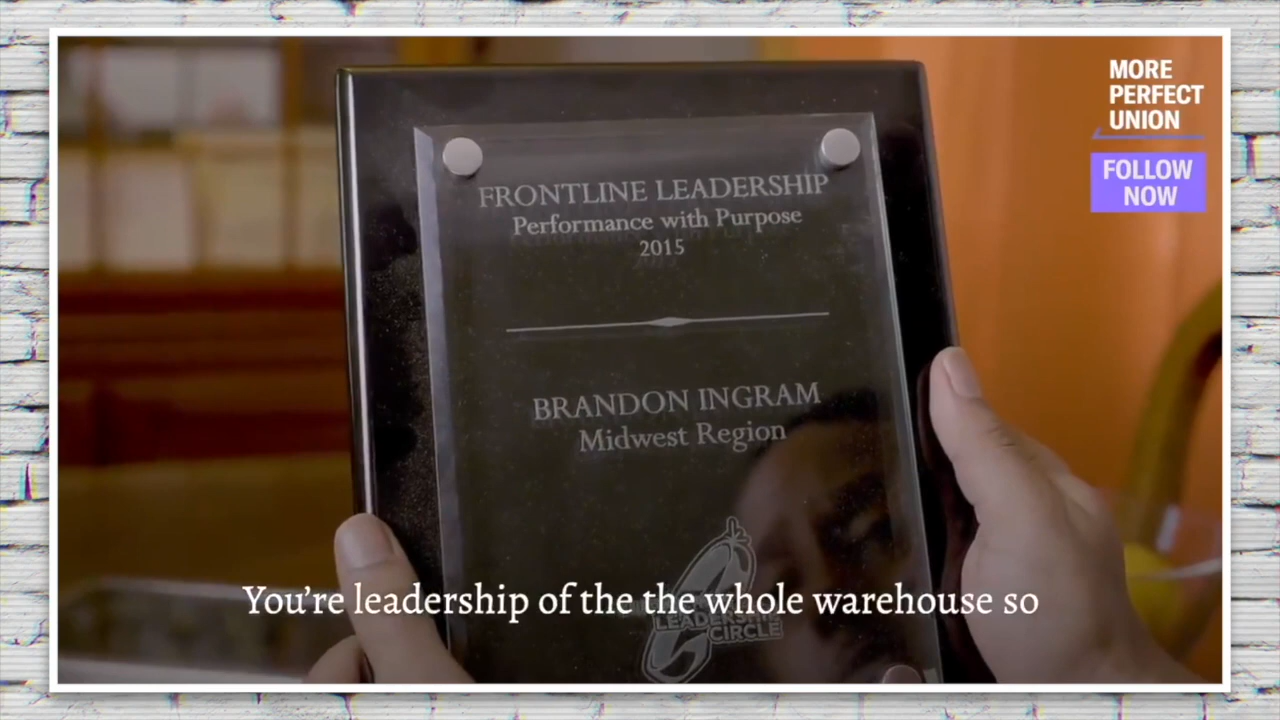 MORE
PERFECT
UNION
FOLLOW
NOW
FRONTLINE LEADERSHIP
Performance with Purpose
2015
BRANDON INGRAM
Midwest Region
LEADERSHIP
CIRCLE
You're leadership of the the whole warehouse so